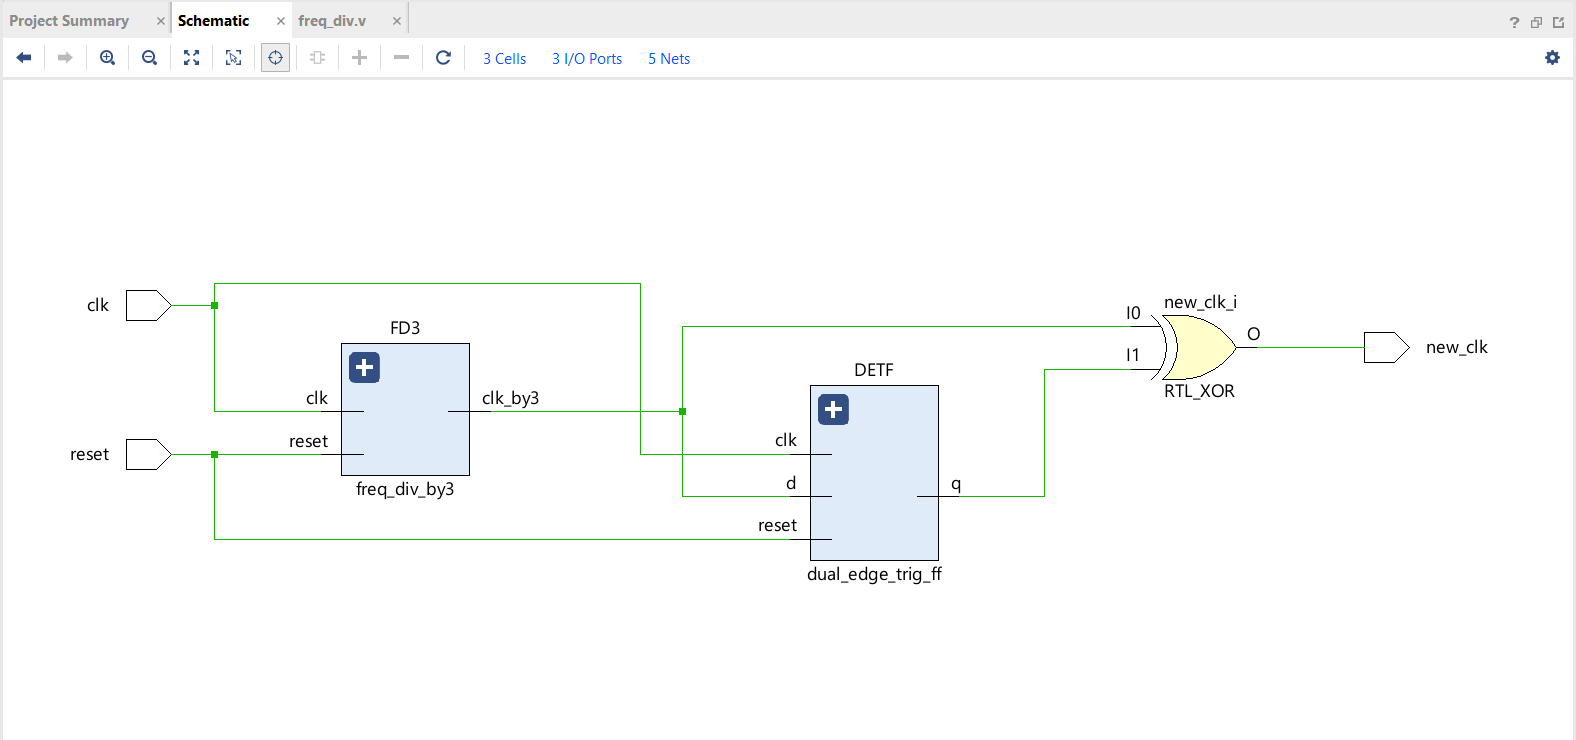 Project Summary × Schematic × freq_div.v ×
?
3 Cells 3 I/O Ports 5 Nets
clk
reset
FD3
clk
reset
clk_by3
freq_div_by3
DETF
clk
d
reset
q
dual_edge_trig_ff
new_clk_i
I0
I1
O
RTL_XOR
new_clk